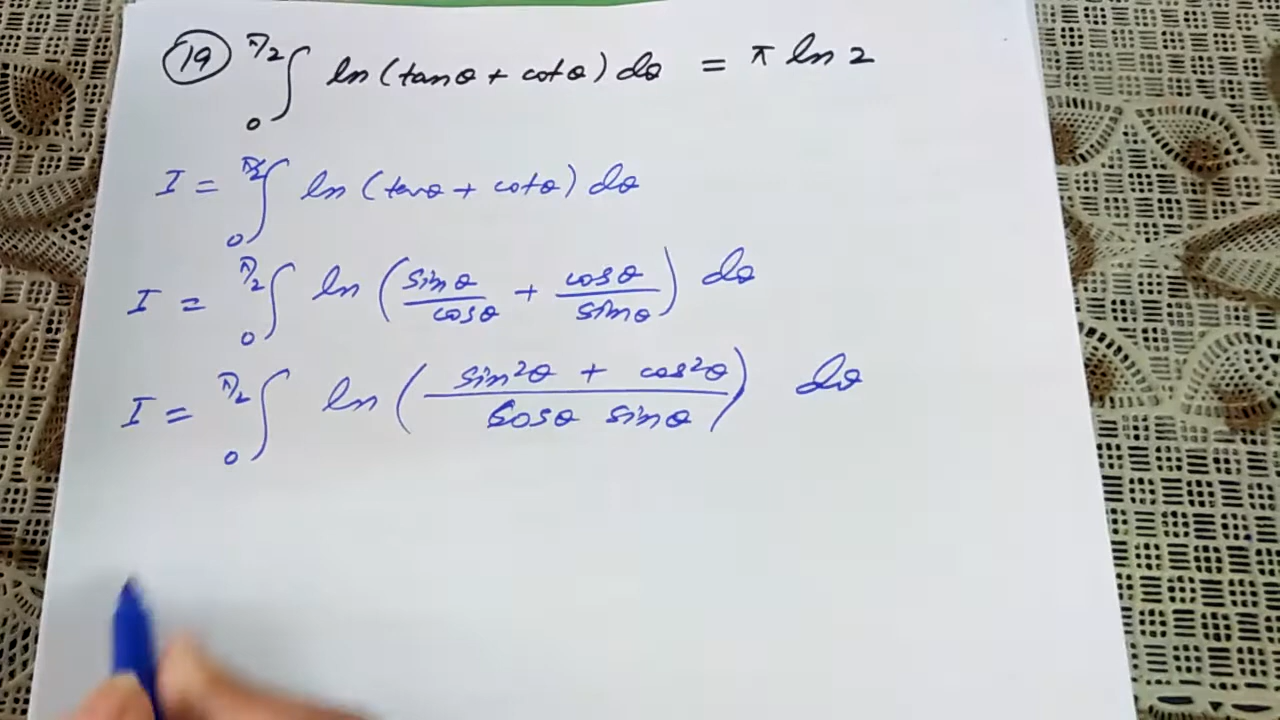 (19) π/2 ∫ 0 ln (tanθ + cotθ) dθ = π ln 2
I = π/2 ∫ 0 ln (tanθ + cotθ) dθ
I = π/2 ∫ 0 ln (sinθ/cosθ + cosθ/sinθ) dθ
I = π/2 ∫ 0 ln (sin²θ + cos²θ / cosθ sinθ) dθ